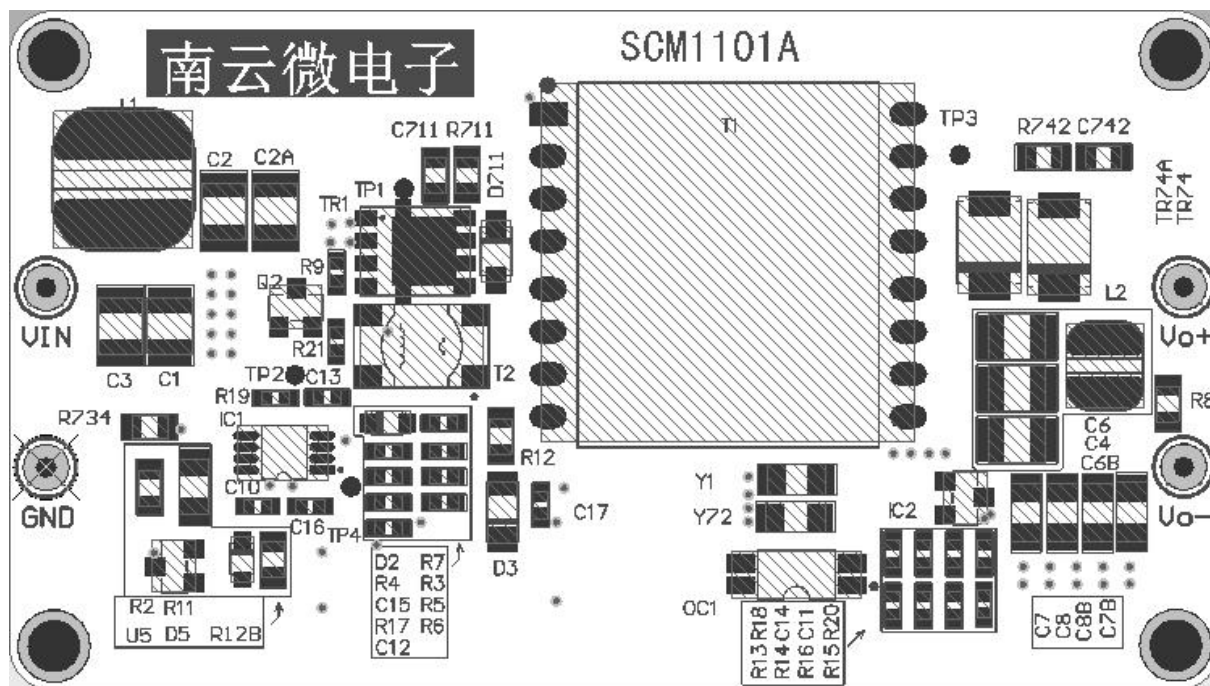 南云微电子
SCM1101A
L1
C2
C2A
C711
R711
D711
TP1
TR1
T1
TP3
R742
C742
TR74A
TR74
R9
Q2
VIN
R21
T2
L2
Vo+
C3
C1
TP2
C13
R19
R734
IC1
R12
R8
C6
C4
C6B
GND
C10
C16
TP4
C17
Y1
Y72
IC2
Vo-
D3
D2 R7
R4 R3
C15 R5
R17 R6
C12
R2 R11
U5 D5 R12B
OC1
R13 R18
R14 C14
R16 C11
R15 R20
C7
C8
C8B
C7B